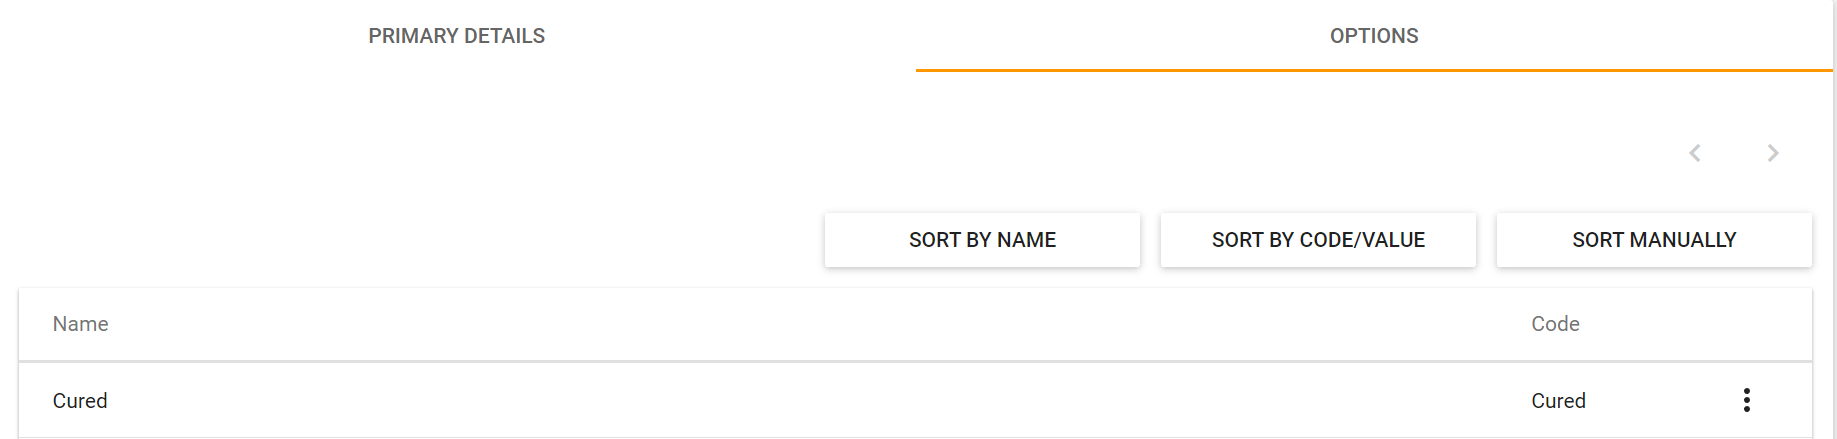 PRIMARY DETAILS OPTIONS
SORT BY NAME SORT BY CODE/VALUE SORT MANUALLY
Name Code
Cured Cured